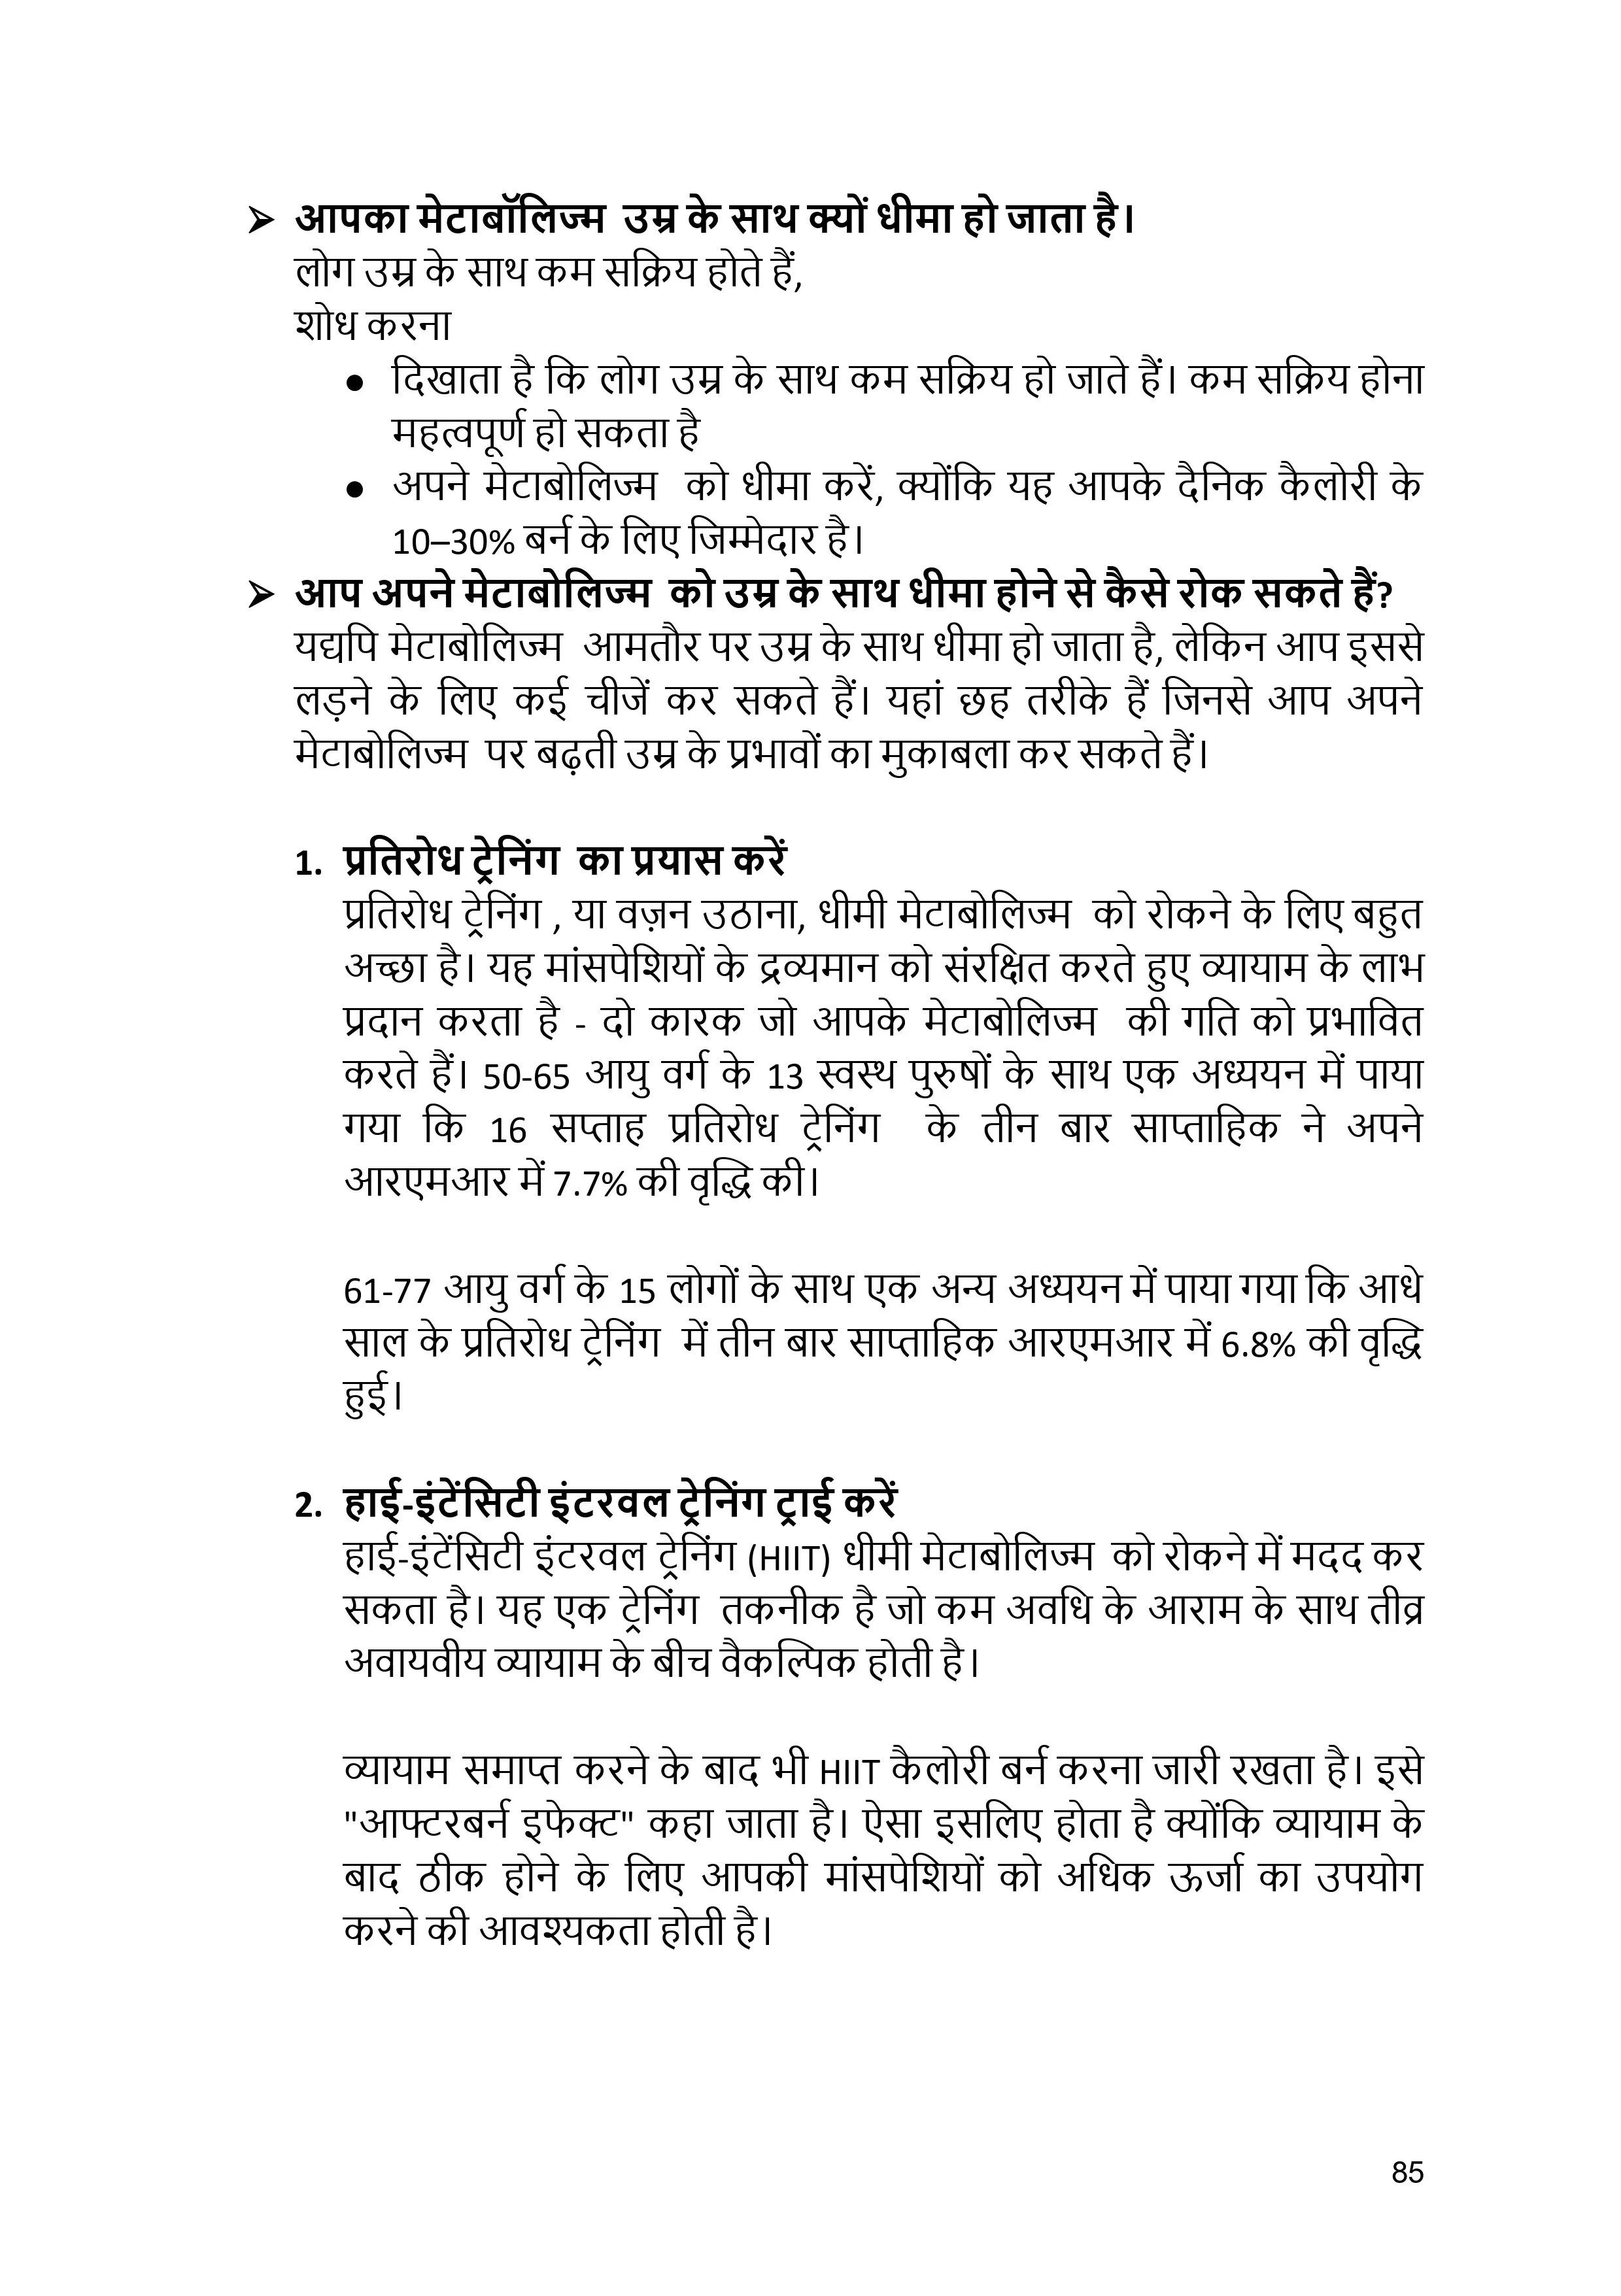 ➢ आपका मेटाबॉलिज्म उम्र के साथ क्यों धीमा हो जाता है।
लोग उम्र के साथ कम सक्रिय होते हैं,
शोध करना
● दिखाता है कि लोग उम्र के साथ कम सक्रिय हो जाते हैं। कम सक्रिय होना
महत्वपूर्ण हो सकता है
● अपने मेटाबोलिज्म को धीमा करें, क्योंकि यह आपके दैनिक कैलोरी के
10–30% बर्न के लिए जिम्मेदार है।
➢ आप अपने मेटाबोलिज्म को उम्र के साथ धीमा होने से कैसे रोक सकते हैं?
यद्यपि मेटाबोलिज्म आमतौर पर उम्र के साथ धीमा हो जाता है, लेकिन आप इससे
लड़ने के लिए कई चीजें कर सकते हैं। यहां छह तरीके हैं जिनसे आप अपने
मेटाबोलिज्म पर बढ़ती उम्र के प्रभावों का मुकाबला कर सकते हैं।
1. प्रतिरोध ट्रेनिंग का प्रयास करें
प्रतिरोध ट्रेनिंग , या वज़न उठाना, धीमी मेटाबोलिज्म को रोकने के लिए बहुत
अच्छा है। यह मांसपेशियों के द्रव्यमान को संरक्षित करते हुए व्यायाम के लाभ
प्रदान करता है - दो कारक जो आपके मेटाबोलिज्म की गति को प्रभावित
करते हैं। 50-65 आयु वर्ग के 13 स्वस्थ पुरुषों के साथ एक अध्ययन में पाया
गया कि 16 सप्ताह प्रतिरोध ट्रेनिंग के तीन बार साप्ताहिक ने अपने
आरएमआर में 7.7% की वृद्धि की।
61-77 आयु वर्ग के 15 लोगों के साथ एक अन्य अध्ययन में पाया गया कि आधे
साल के प्रतिरोध ट्रेनिंग में तीन बार साप्ताहिक आरएमआर में 6.8% की वृद्धि
हुई।
2. हाई-इंटेंसिटी इंटरवल ट्रेनिंग ट्राई करें
हाई-इंटेंसिटी इंटरवल ट्रेनिंग (HIIT) धीमी मेटाबोलिज्म को रोकने में मदद कर
सकता है। यह एक ट्रेनिंग तकनीक है जो कम अवधि के आराम के साथ तीव्र
अवायवीय व्यायाम के बीच वैकल्पिक होती है।
व्यायाम समाप्त करने के बाद भी HIIT कैलोरी बर्न करना जारी रखता है। इसे
"आफ्टरबर्न इफेक्ट" कहा जाता है। ऐसा इसलिए होता है क्योंकि व्यायाम के
बाद ठीक होने के लिए आपकी मांसपेशियों को अधिक ऊर्जा का उपयोग
करने की आवश्यकता होती है।
85